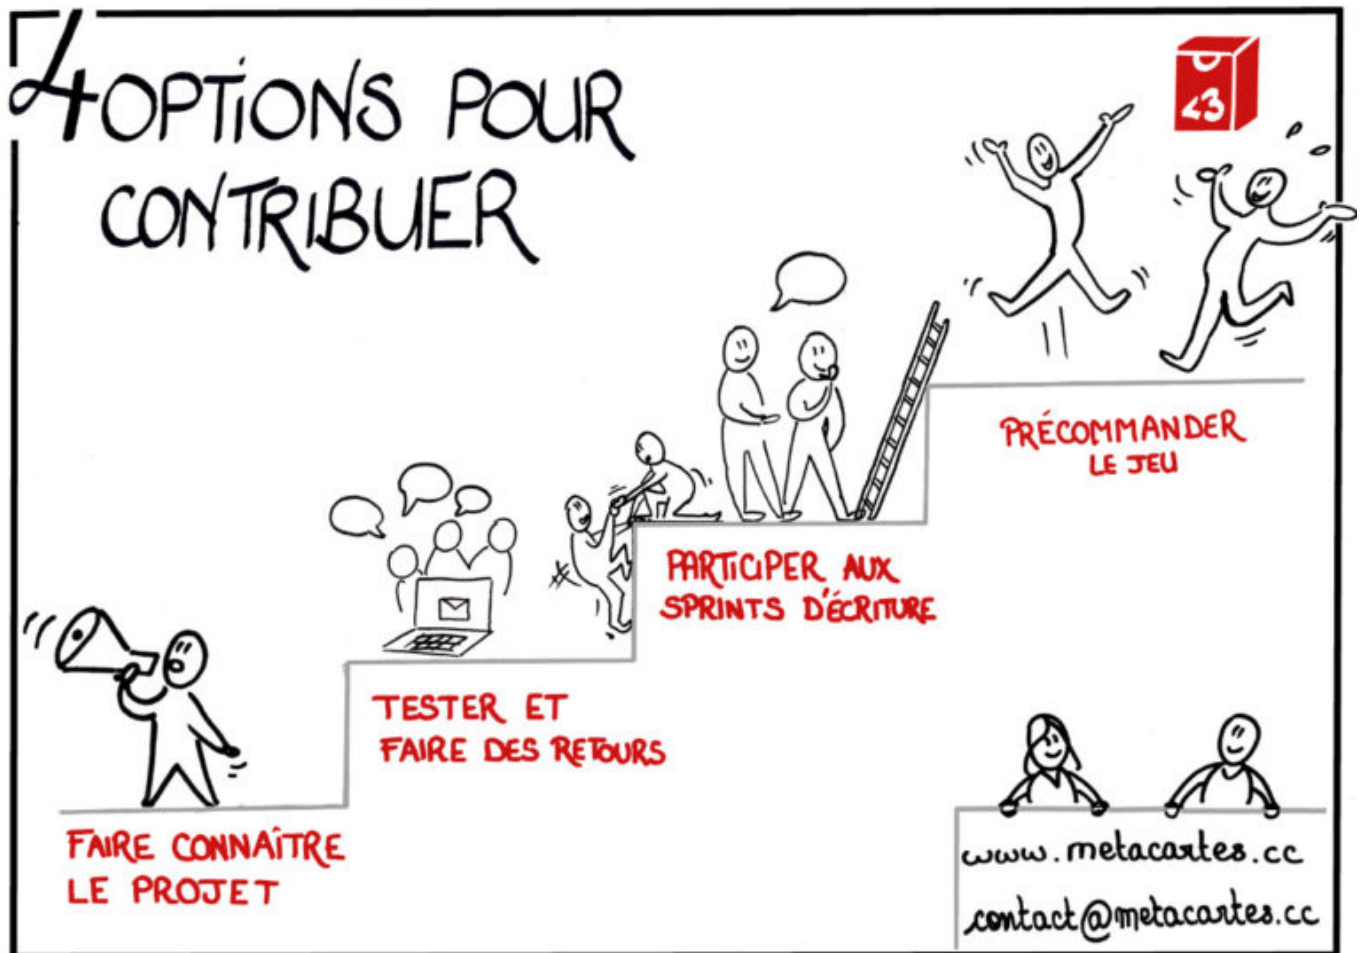 4 OPTIONS POUR
CONTRIBUER
<3
PRÉCOMMANDER
LE JEU
PARTICIPER AUX
SPRINTS D'ÉCRITURE
TESTER ET
FAIRE DES RETOURS
FAIRE CONNAÎTRE
LE PROJET
www.metacartes.cc
contact@metacartes.cc